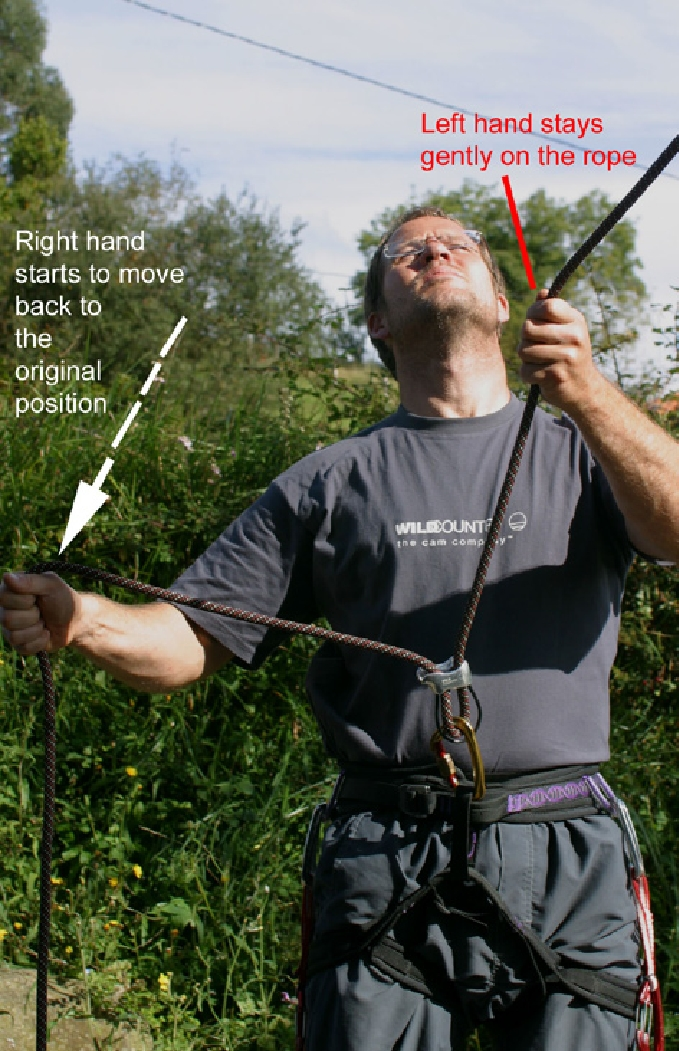 Left hand stays
gently on the rope
Right hand
starts to move
back to
the
original
position
the cam company